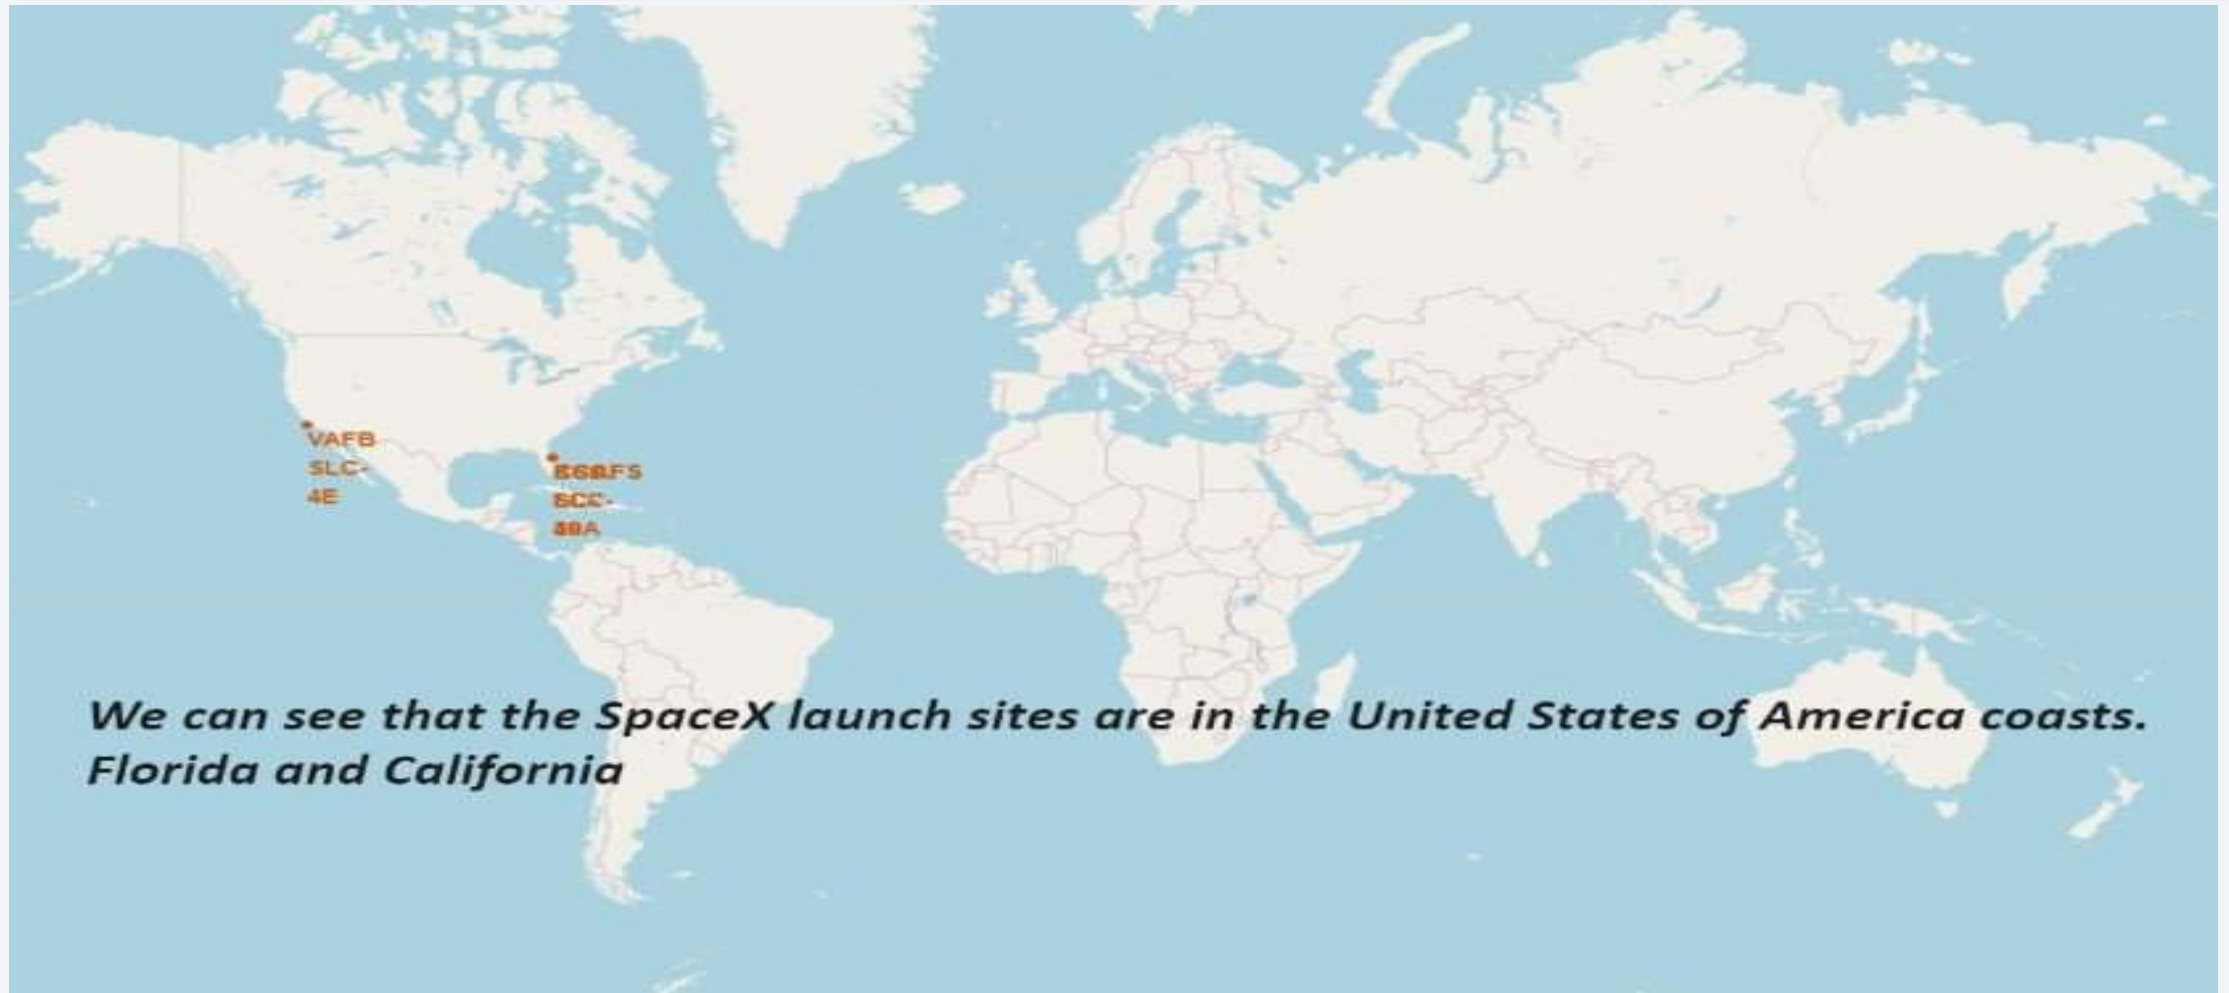 VAFB
SLC-
4E
We can see that the SpaceX launch sites are in the United States of America coasts.
Florida and California